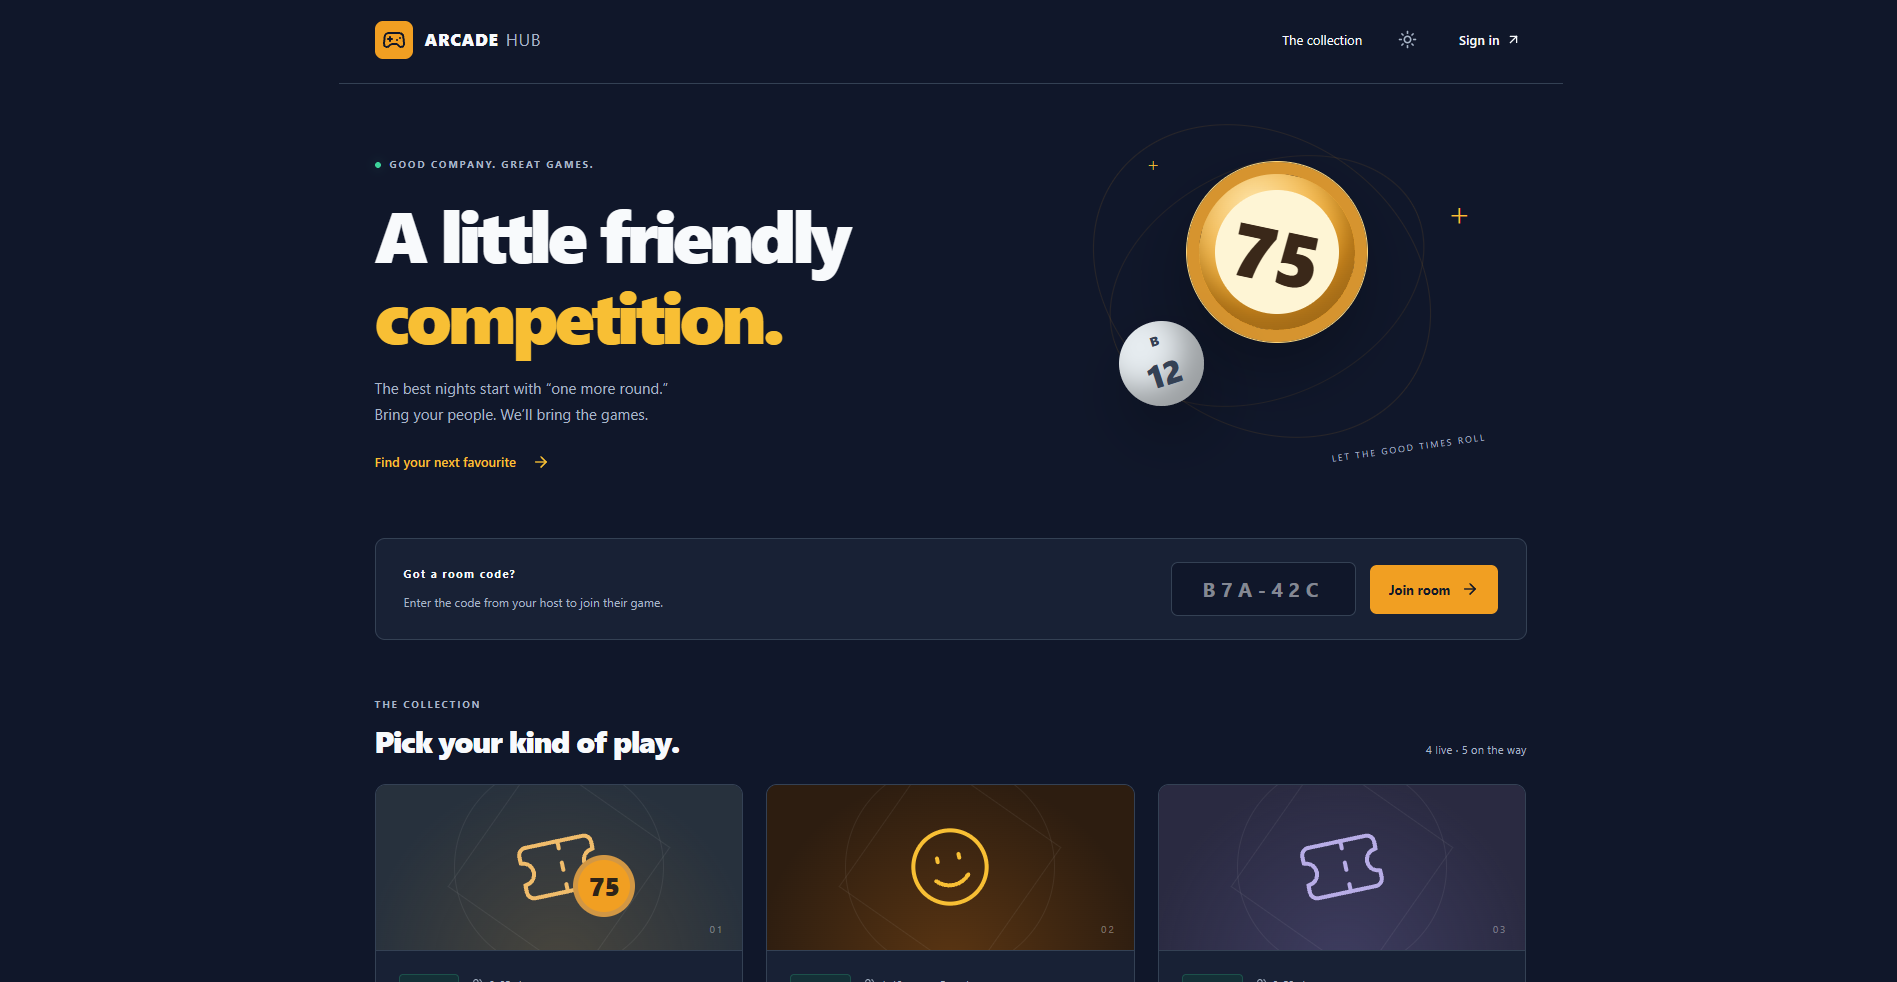 ARCADE HUB
The collection
Sign in
GOOD COMPANY. GREAT GAMES.
A little friendly
competition.
The best nights start with “one more round.”
Bring your people. We’ll bring the games.
Find your next favourite
75
B
12
LET THE GOOD TIMES ROLL
Got a room code?
Enter the code from your host to join their game.
B7A-42C
Join room
THE COLLECTION
Pick your kind of play.
4 live · 5 on the way
75
01
02
03